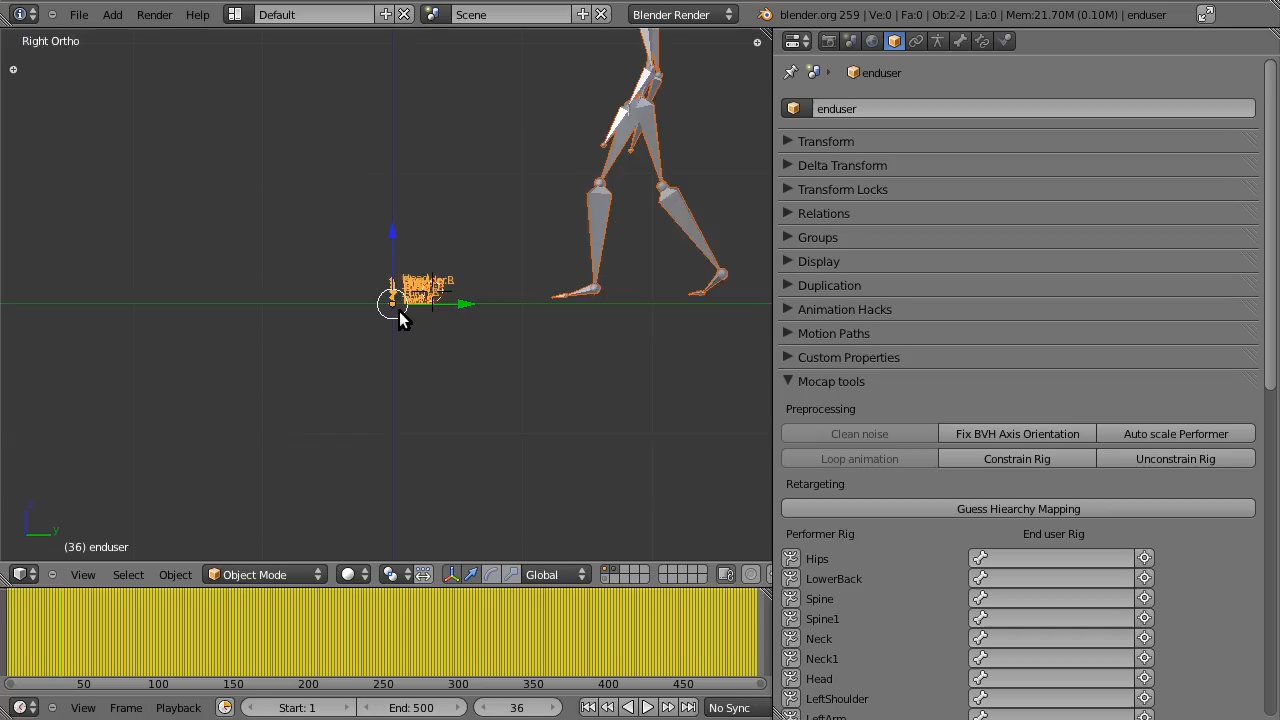 File Add Render Help Default Scene Blender Render blender.org 259 | Ve:0 | Fa:0 | Ob:2-2 | La:0 | Mem:21.70M (0.10M) | enduser
Right Ortho
z
y
(36) enduser
View Select Object Object Mode Global
50 100 150 200 250 300 350 400 450
View Frame Playback Start: 1 End: 500 36 No Sync
enduser
enduser
Transform
Delta Transform
Transform Locks
Relations
Groups
Display
Duplication
Animation Hacks
Motion Paths
Custom Properties
Mocap tools
Preprocessing
Clean noise Fix BVH Axis Orientation Auto scale Performer
Loop animation Constrain Rig Unconstrain Rig
Retargeting
Guess Hiearchy Mapping
Performer Rig End user Rig
Hips
LowerBack
Spine
Spine1
Neck
Neck1
Head
LeftShoulder
LeftArm